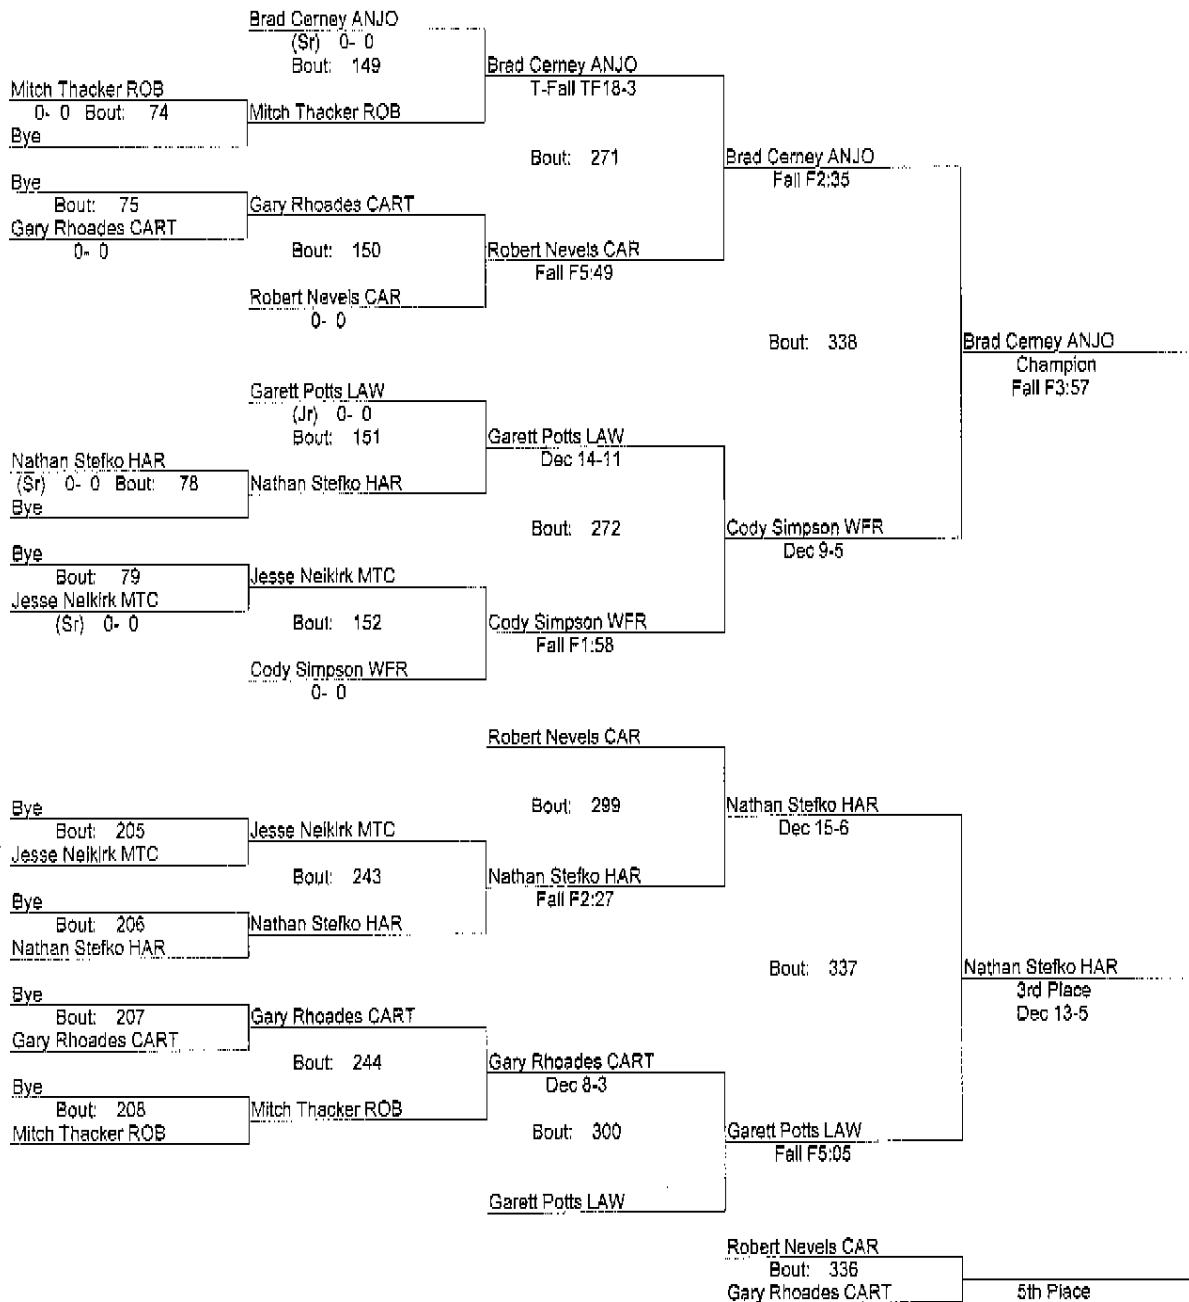 Brad Cerney ANJO
(Sr) 0- 0
Bout: 149
Brad Cerney ANJO
T-Fall TF18-3
Mitch Thacker ROB
0- 0 Bout: 74
Mitch Thacker ROB
Bye
Bout: 271
Brad Cerney ANJO
Fall F2:35
Bye
Bout: 75
Gary Rhoades CART
Gary Rhoades CART
0- 0
Bout: 150
Robert Nevels CAR
Fall F5:49
Robert Nevels CAR
0- 0
Bout: 338
Brad Cerney ANJO
Champion
Fall F3:57
Garett Potts LAW
(Jr) 0- 0
Bout: 151
Garett Potts LAW
Dec 14-11
Nathan Stefko HAR
(Sr) 0- 0 Bout: 78
Nathan Stefko HAR
Bye
Bout: 272
Cody Simpson WFR
Dec 9-5
Bye
Bout: 79
Jesse Neikirk MTC
Jesse Neikirk MTC
(Sr) 0- 0
Bout: 152
Cody Simpson WFR
Fall F1:58
Cody Simpson WFR
0- 0
Robert Nevels CAR
Bout: 299
Nathan Stefko HAR
Dec 15-6
Bye
Bout: 205
Jesse Neikirk MTC
Jesse Neikirk MTC
Bout: 243
Nathan Stefko HAR
Fall F2:27
Bye
Bout: 206
Nathan Stefko HAR
Nathan Stefko HAR
Bout: 337
Nathan Stefko HAR
3rd Place
Dec 13-5
Bye
Bout: 207
Gary Rhoades CART
Gary Rhoades CART
Bout: 244
Gary Rhoades CART
Dec 8-3
Bye
Bout: 208
Mitch Thacker ROB
Mitch Thacker ROB
Bout: 300
Garett Potts LAW
Fall F5:05
Garett Potts LAW
Robert Nevels CAR
Bout: 336
Gary Rhoades CART
5th Place